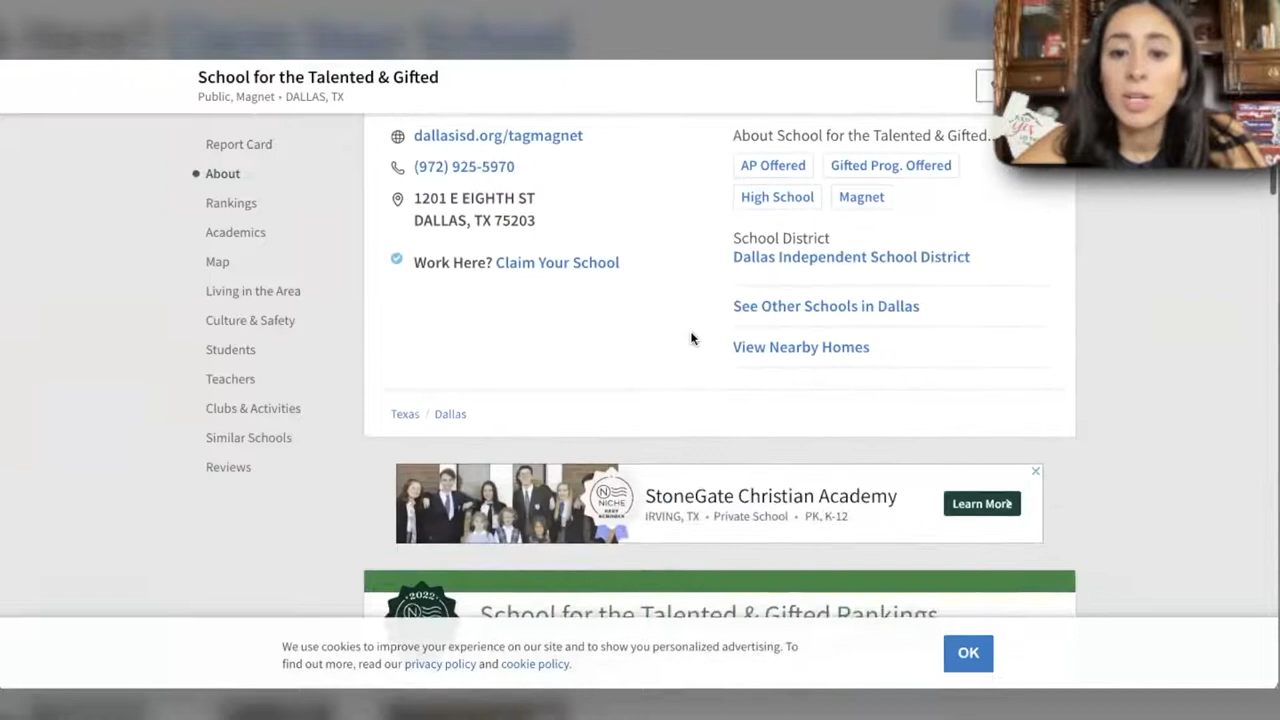 School for the Talented & Gifted
Public, Magnet • DALLAS, TX
Report Card
About
Rankings
Academics
Map
Living in the Area
Culture & Safety
Students
Teachers
Clubs & Activities
Similar Schools
Reviews
dallasisd.org/tagmagnet
(972) 925-5970
1201 E EIGHTH ST
DALLAS, TX 75203
Work Here? Claim Your School
About School for the Talented & Gifted...
AP Offered
Gifted Prog. Offered
High School
Magnet
School District
Dallas Independent School District
See Other Schools in Dallas
View Nearby Homes
Texas / Dallas
NICHE
StoneGate Christian Academy
IRVING, TX • Private School • PK, K-12
Learn More
2022
School for the Talented & Gifted Rankings
We use cookies to improve your experience on our site and to show you personalized advertising. To
find out more, read our privacy policy and cookie policy.
OK